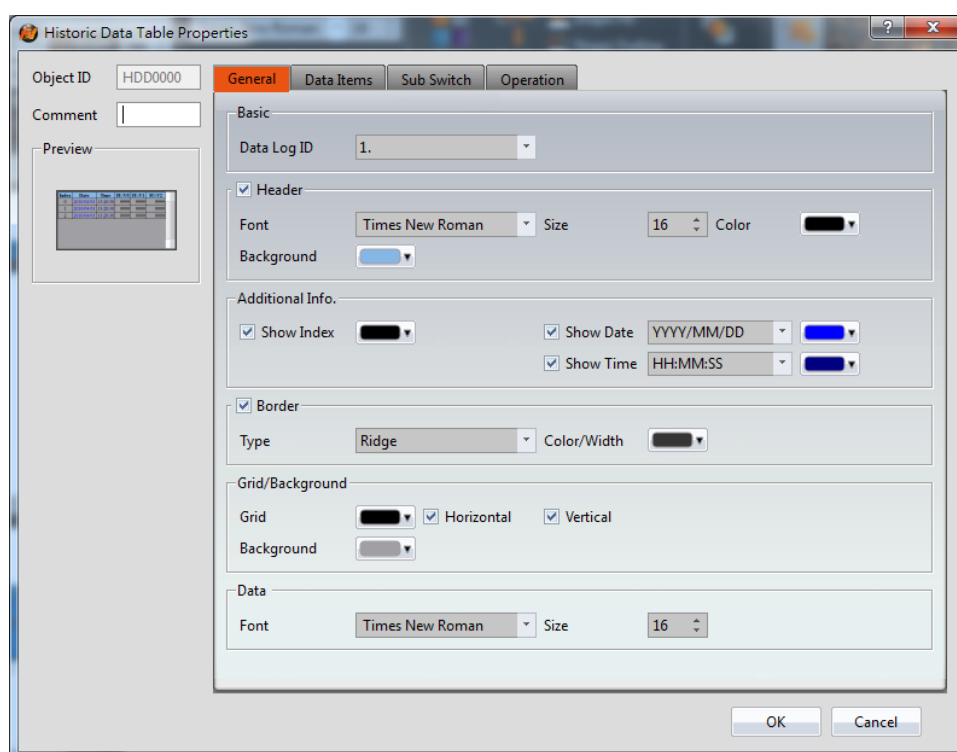 Historic Data Table Properties
Object ID HDD0000
Comment
Preview
Index Date Time
General Data Items Sub Switch Operation
Basic
Data Log ID 1.
Header
Font Times New Roman Size 16 Color
Background
Additional Info.
Show Index Show Date YYYY/MM/DD
Show Time HH:MM:SS
Border
Type Ridge Color/Width
Grid/Background
Grid Horizontal Vertical
Background
Data
Font Times New Roman Size 16
OK Cancel